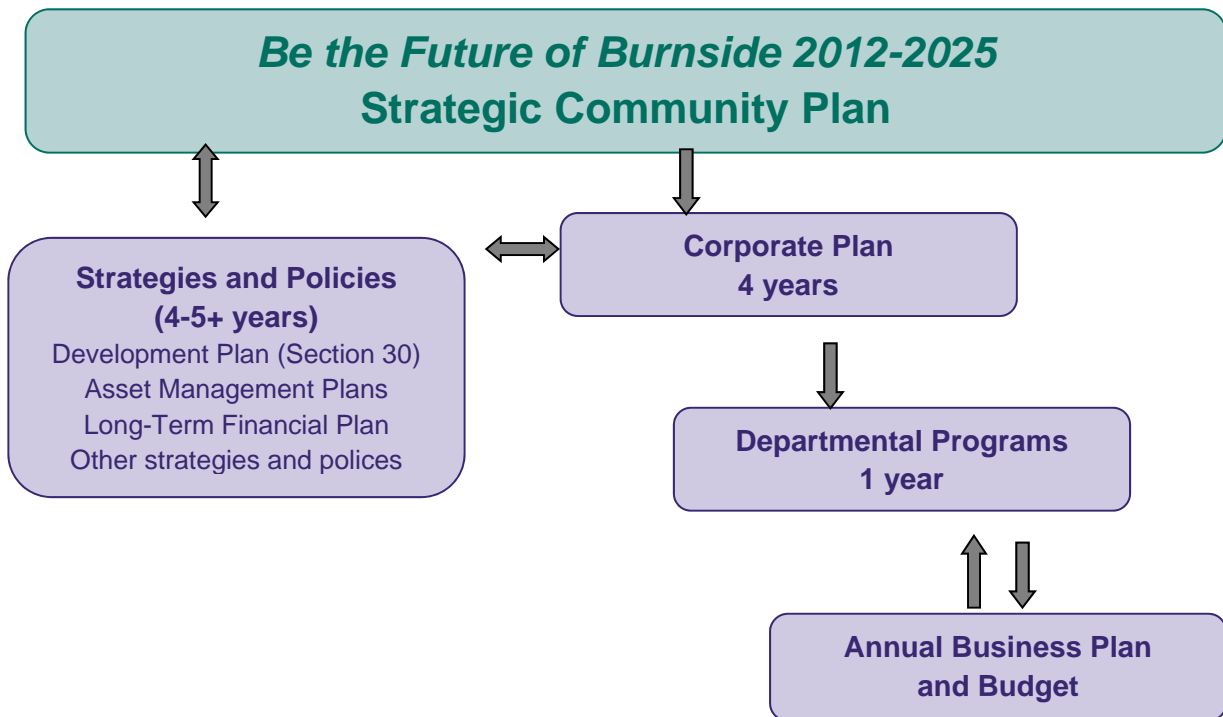 Be the Future of Burnside 2012-2025
Strategic Community Plan
Strategies and Policies
(4-5+ years)
Development Plan (Section 30)
Asset Management Plans
Long-Term Financial Plan
Other strategies and polices
Corporate Plan
4 years
Departmental Programs
1 year
Annual Business Plan
and Budget